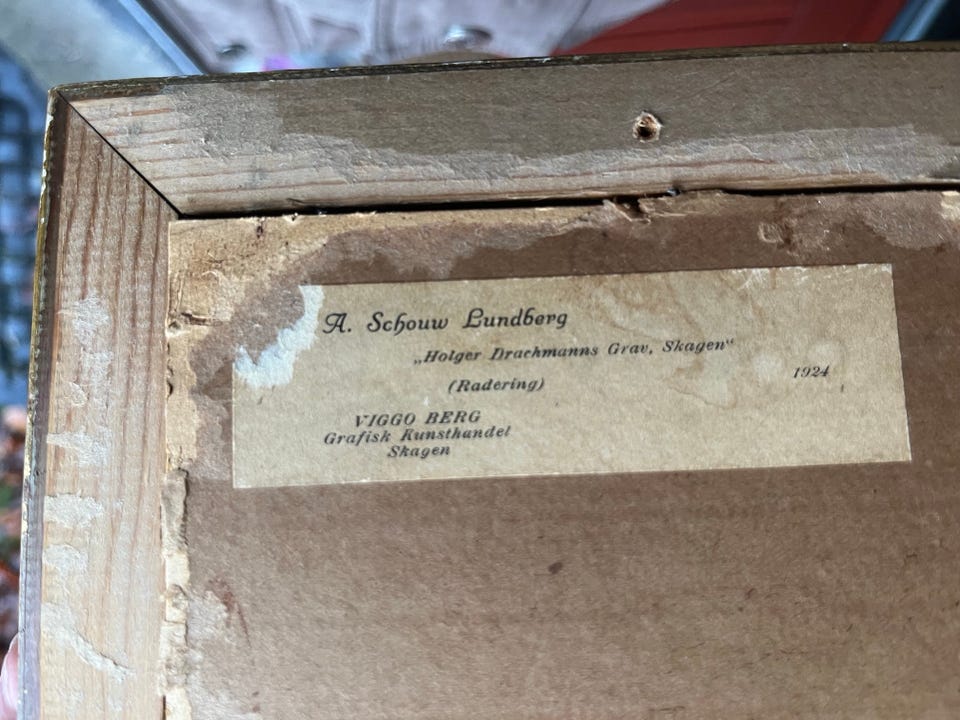 A. Schouw Lundberg
„Holger Drachmanns Grav, Skagen“
(Radering)
1924
VIGGO BERG
Grafisk Kunsthandel
Skagen